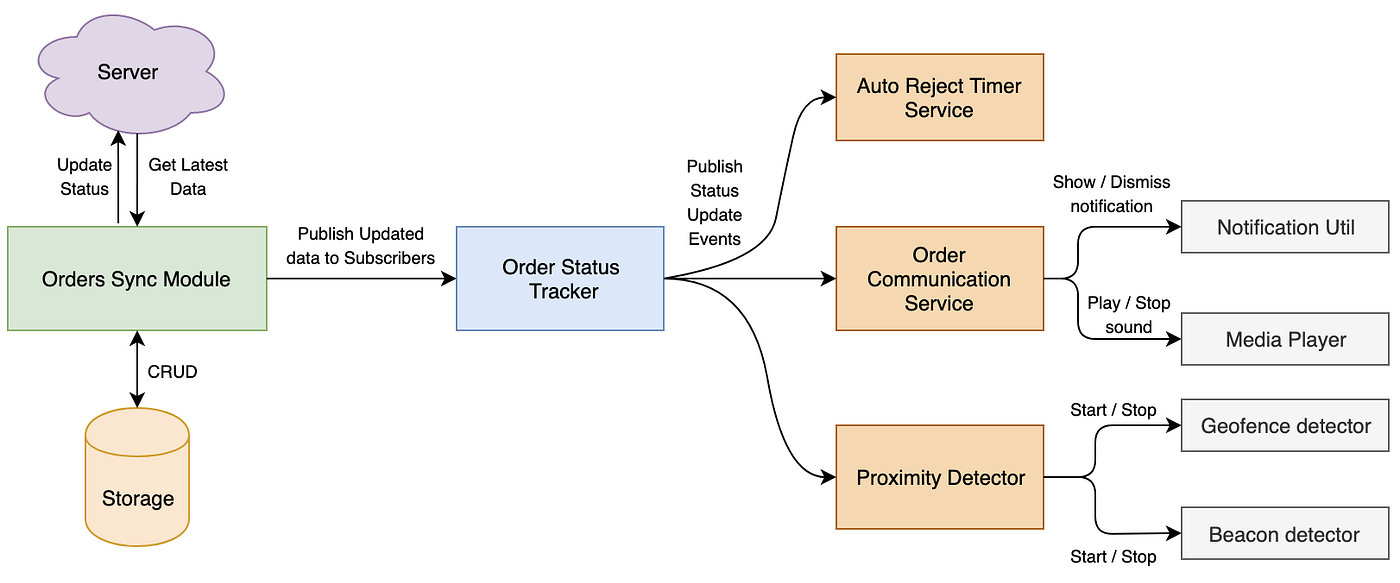 Server
Update
Status
Get Latest
Data
Orders Sync Module
CRUD
Storage
Publish Updated
data to Subscribers
Order Status
Tracker
Publish
Status
Update
Events
Auto Reject Timer
Service
Order
Communication
Service
Proximity Detector
Show / Dismiss
notification
Notification Util
Play / Stop
sound
Media Player
Start / Stop
Geofence detector
Beacon detector
Start / Stop